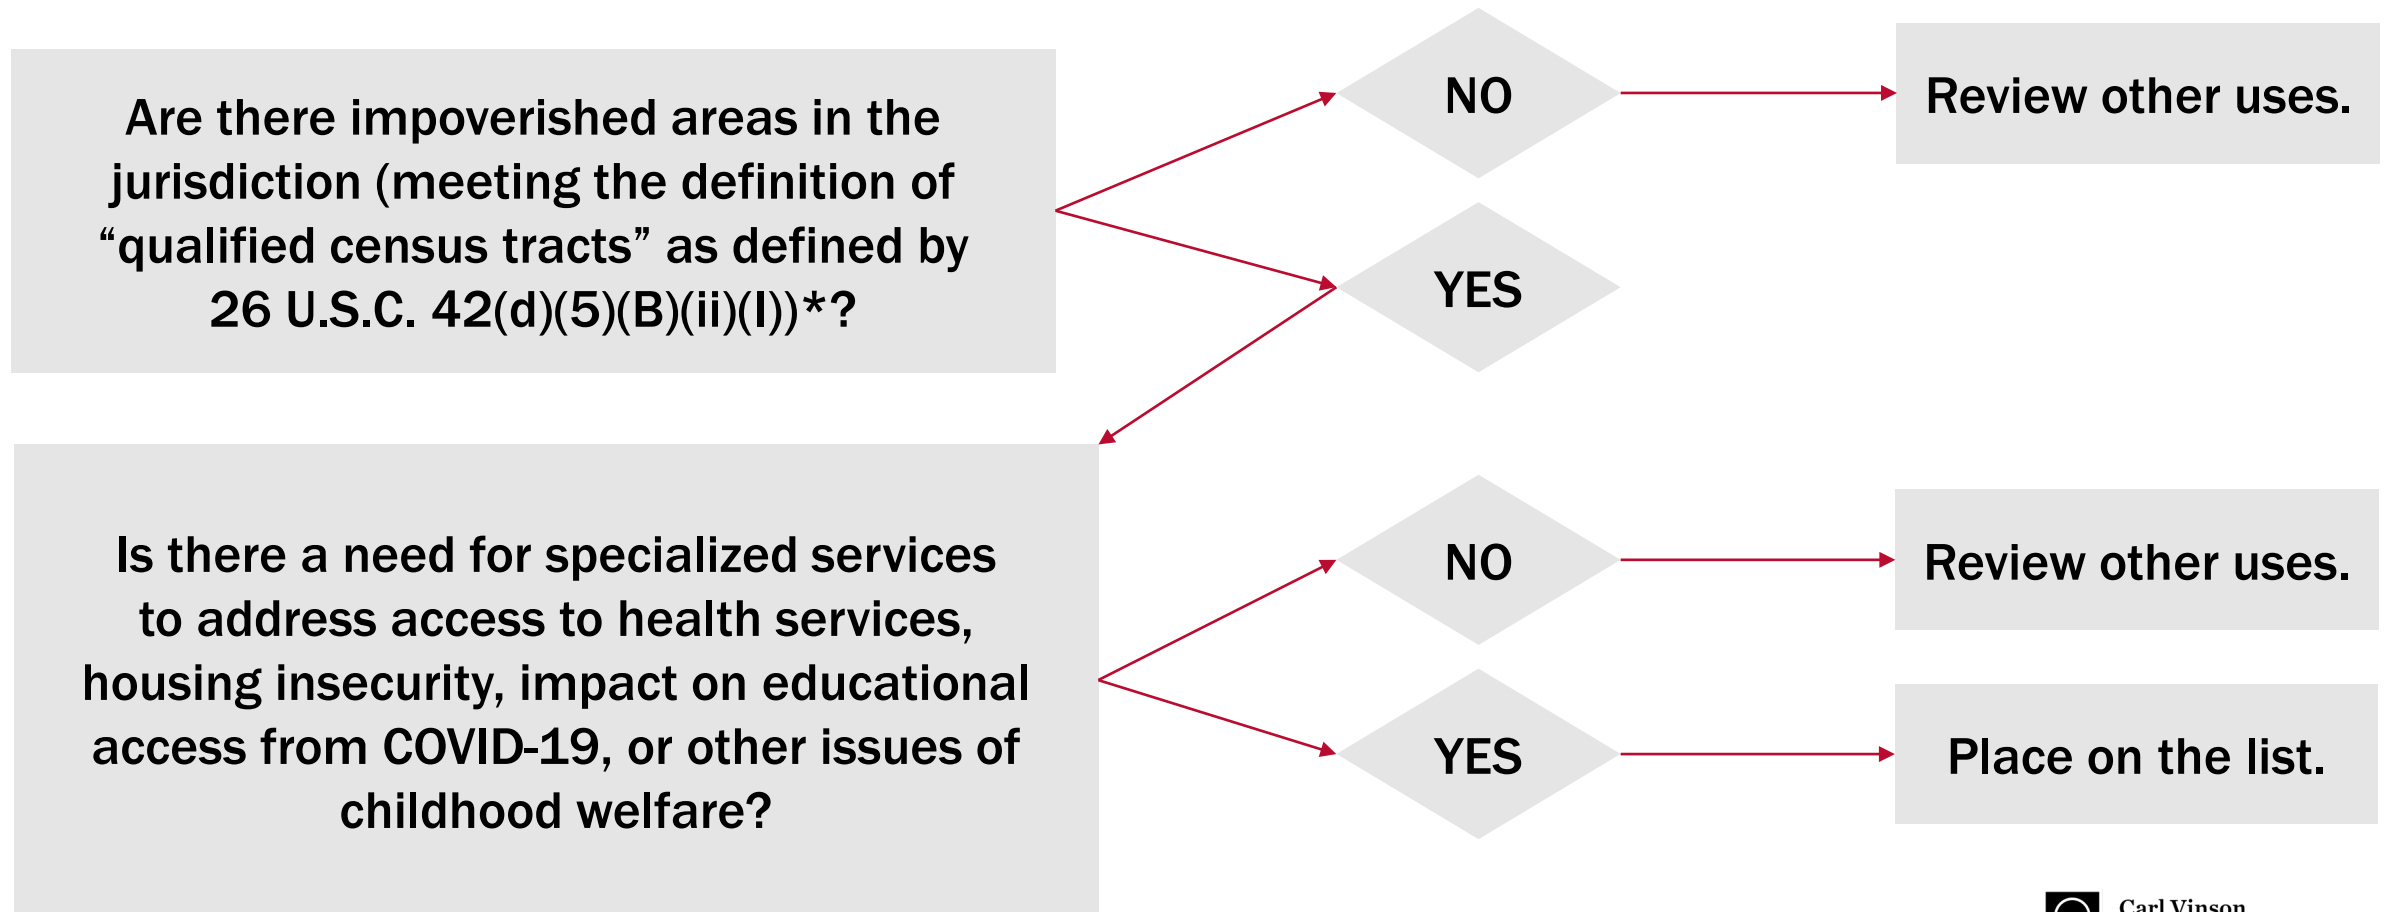 Are there impoverished areas in the
jurisdiction (meeting the definition of
“qualified census tracts” as defined by
26 U.S.C. 42(d)(5)(B)(ii)(I))*?
NO
Review other uses.
YES
Is there a need for specialized services
to address access to health services,
housing insecurity, impact on educational
access from COVID-19, or other issues of
childhood welfare?
NO
Review other uses.
YES
Place on the list.
Carl Vinson